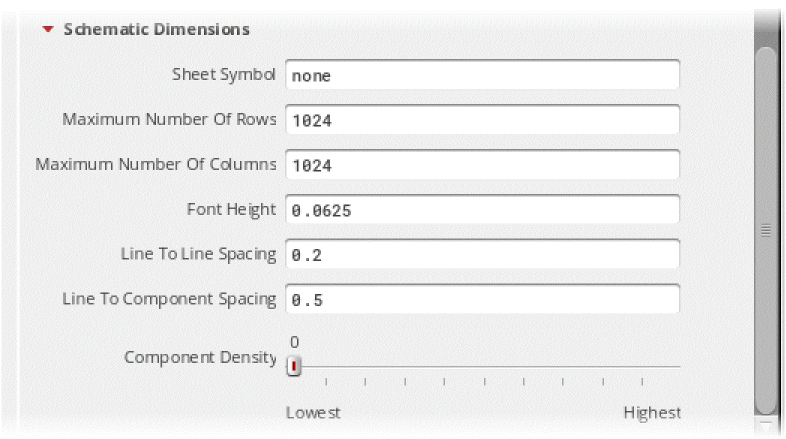 Schematic Dimensions
Sheet Symbol none
Maximum Number Of Rows 1024
Maximum Number Of Columns 1024
Font Height 0.0625
Line To Line Spacing 0.2
Line To Component Spacing 0.5
0
Component Density
Lowest Highest